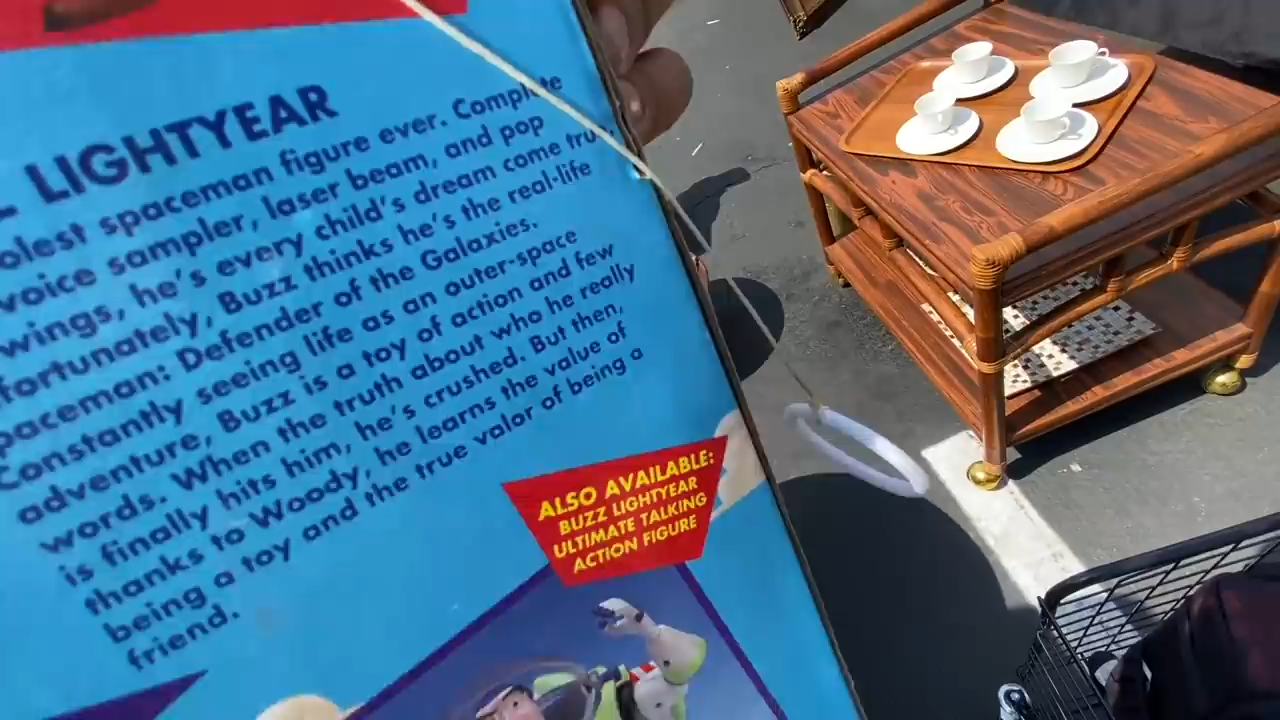 LIGHTYEAR
olest spaceman figure ever. Complete
voice sampler, laser beam, and pop
wings, he's every child's dream come true.
fortunately, Buzz thinks he's the real-life
paceman: Defender of the Galaxies.
Constantly seeing life as an outer-space
adventure, Buzz is a toy of action and few
words. When the truth about who he really
is finally hits him, he's crushed. But then,
thanks to Woody, he learns the value of
being a toy and the true valor of being a
friend.
ALSO AVAILABLE:
BUZZ LIGHTYEAR
ULTIMATE TALKING
ACTION FIGURE